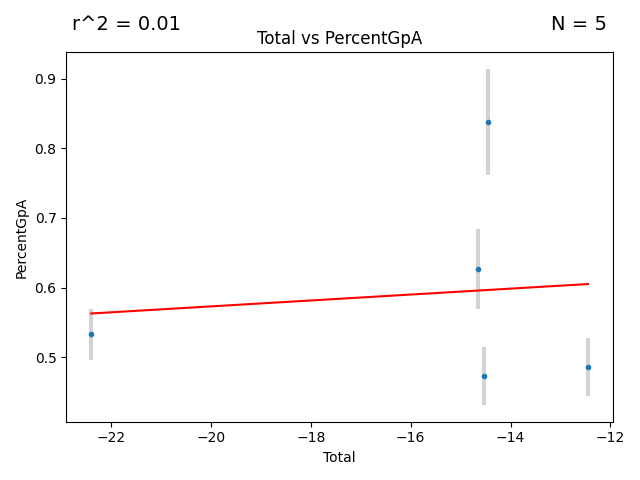 r^2 = 0.01
N = 5
Total vs PercentGpA
0.9
0.8
0.7
0.6
0.5
PercentGpA
−22
−20
−18
−16
−14
−12
Total